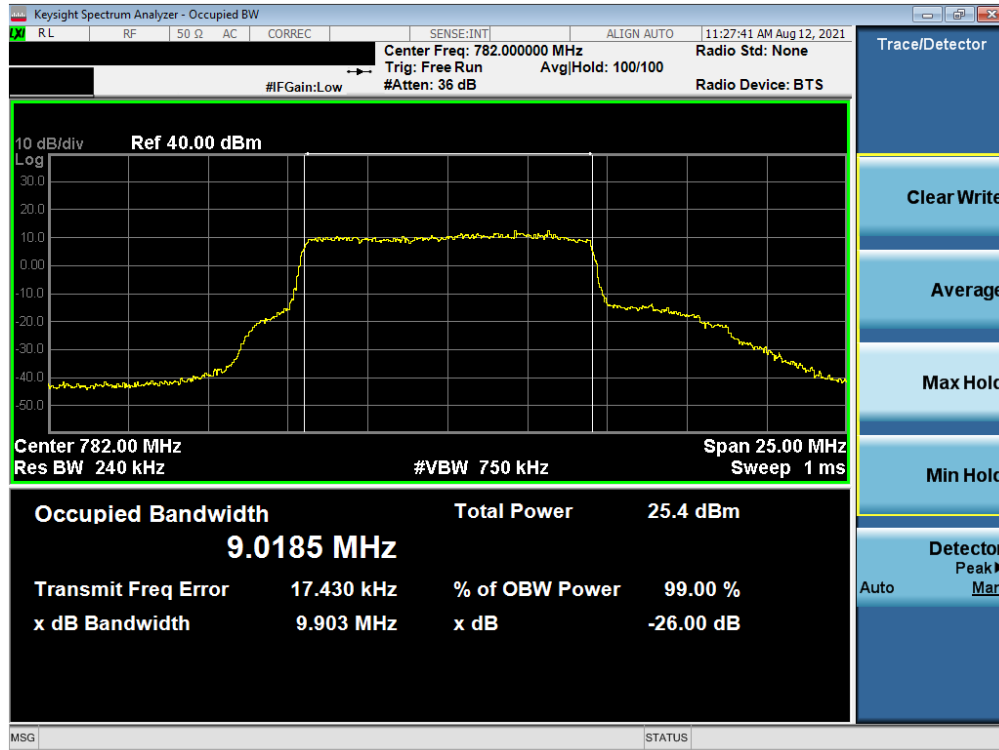 Keysight Spectrum Analyzer - Occupied BW
LXI RL RF 50 Ω AC CORREC SENSE:INT ALIGN AUTO 11:27:41 AM Aug 12, 2021
Center Freq: 782.000000 MHz Radio Std: None
Trig: Free Run Avg|Hold: 100/100
#IFGain:Low #Atten: 36 dB Radio Device: BTS
Trace/Detector
10 dB/div Ref 40.00 dBm
Log
30.0
20.0
10.0
0.00
-10.0
-20.0
-30.0
-40.0
-50.0
Center 782.00 MHz Span 25.00 MHz
Res BW 240 kHz #VBW 750 kHz Sweep 1 ms
Occupied Bandwidth Total Power 25.4 dBm
9.0185 MHz
Transmit Freq Error 17.430 kHz % of OBW Power 99.00 %
x dB Bandwidth 9.903 MHz x dB -26.00 dB
Clear Write
Average
Max Hold
Min Hold
Detector
Peak
Auto Man
MSG STATUS